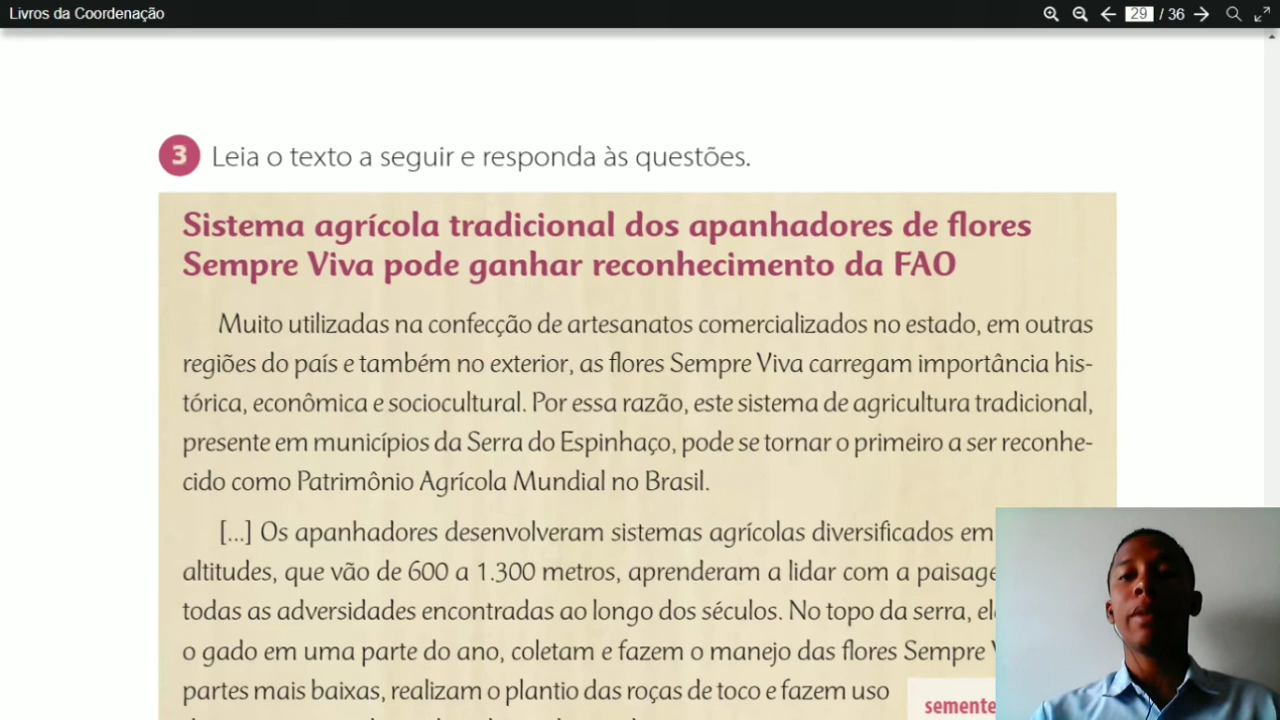 Livros da Coordenação
29 / 36
3 Leia o texto a seguir e responda às questões.
Sistema agrícola tradicional dos apanhadores de flores
Sempre Viva pode ganhar reconhecimento da FAO
Muito utilizadas na confecção de artesanatos comercializados no estado, em outras
regiões do país e também no exterior, as flores Sempre Viva carregam importância his-
tórica, econômica e sociocultural. Por essa razão, este sistema de agricultura tradicional,
presente em municípios da Serra do Espinhaço, pode se tornar o primeiro a ser reconhe-
cido como Patrimônio Agrícola Mundial no Brasil.
[...] Os apanhadores desenvolveram sistemas agrícolas diversificados em
altitudes, que vão de 600 a 1.300 metros, aprenderam a lidar com a
todas as adversidades encontradas ao longo dos séculos. No topo da serra,
o gado em uma parte do ano, coletam e fazem o manejo das flores Sempre
partes mais baixas, realizam o plantio das roças de toco e fazem uso